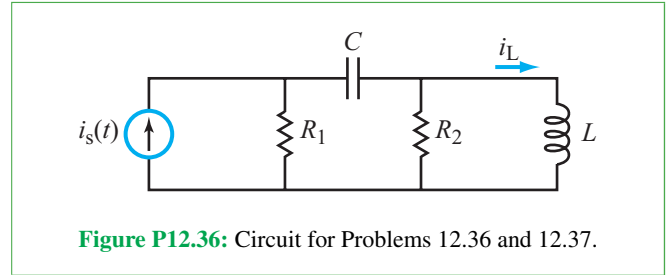 C
iL
is(t)
R1
R2
L
Figure P12.36: Circuit for Problems 12.36 and 12.37.